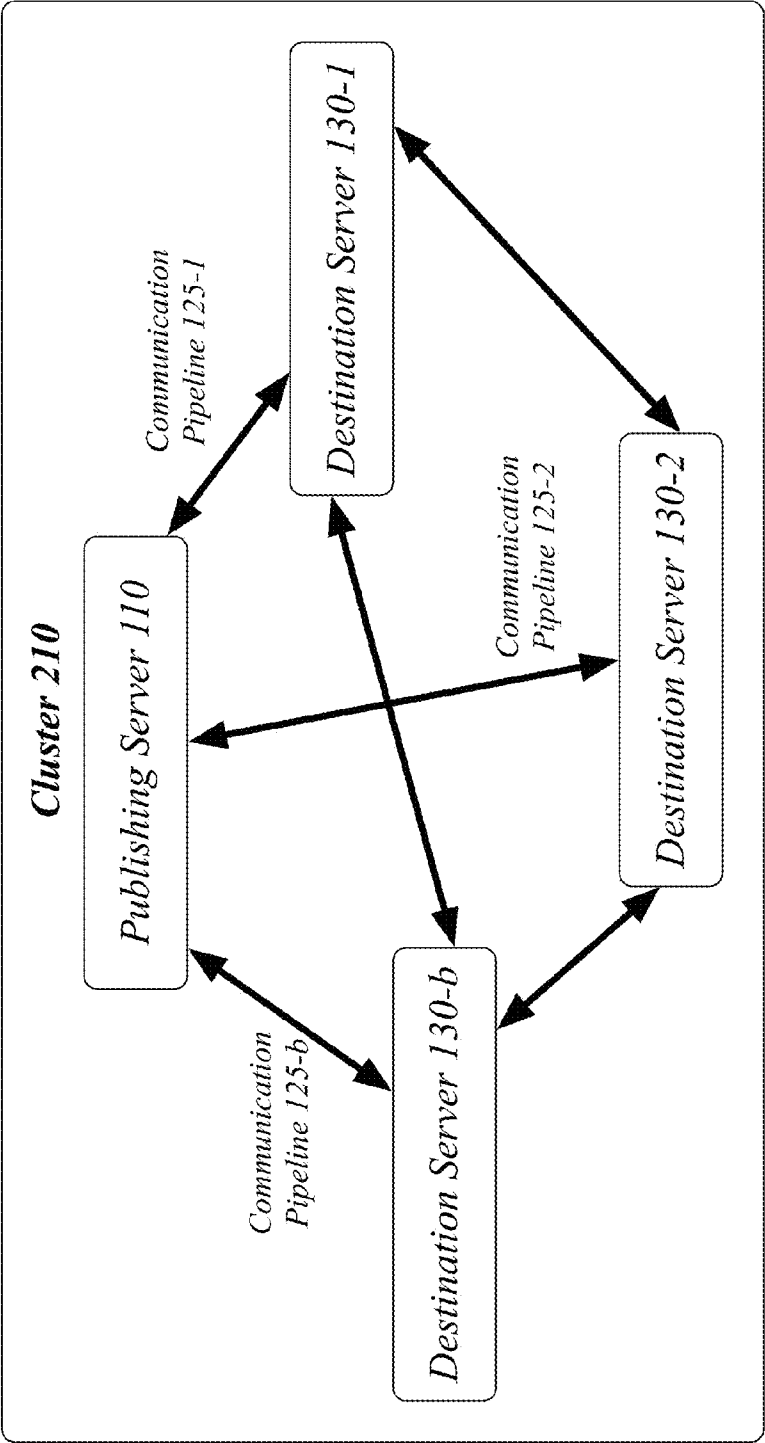 Cluster 210
Publishing Server 110
Communication
Pipeline 125-b
Communication
Pipeline 125-1
Destination Server 130-b
Destination Server 130-1
Communication
Pipeline 125-2
Destination Server 130-2